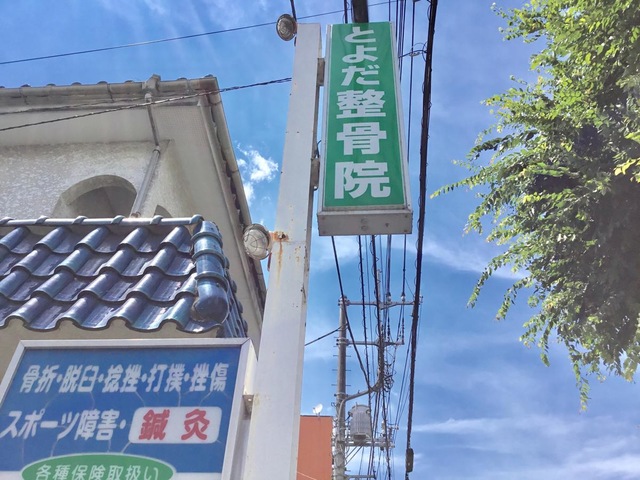 とよだ整骨院
骨折・脱臼・捻挫・打撲・挫傷
スポーツ障害・鍼灸
各種保険取扱い